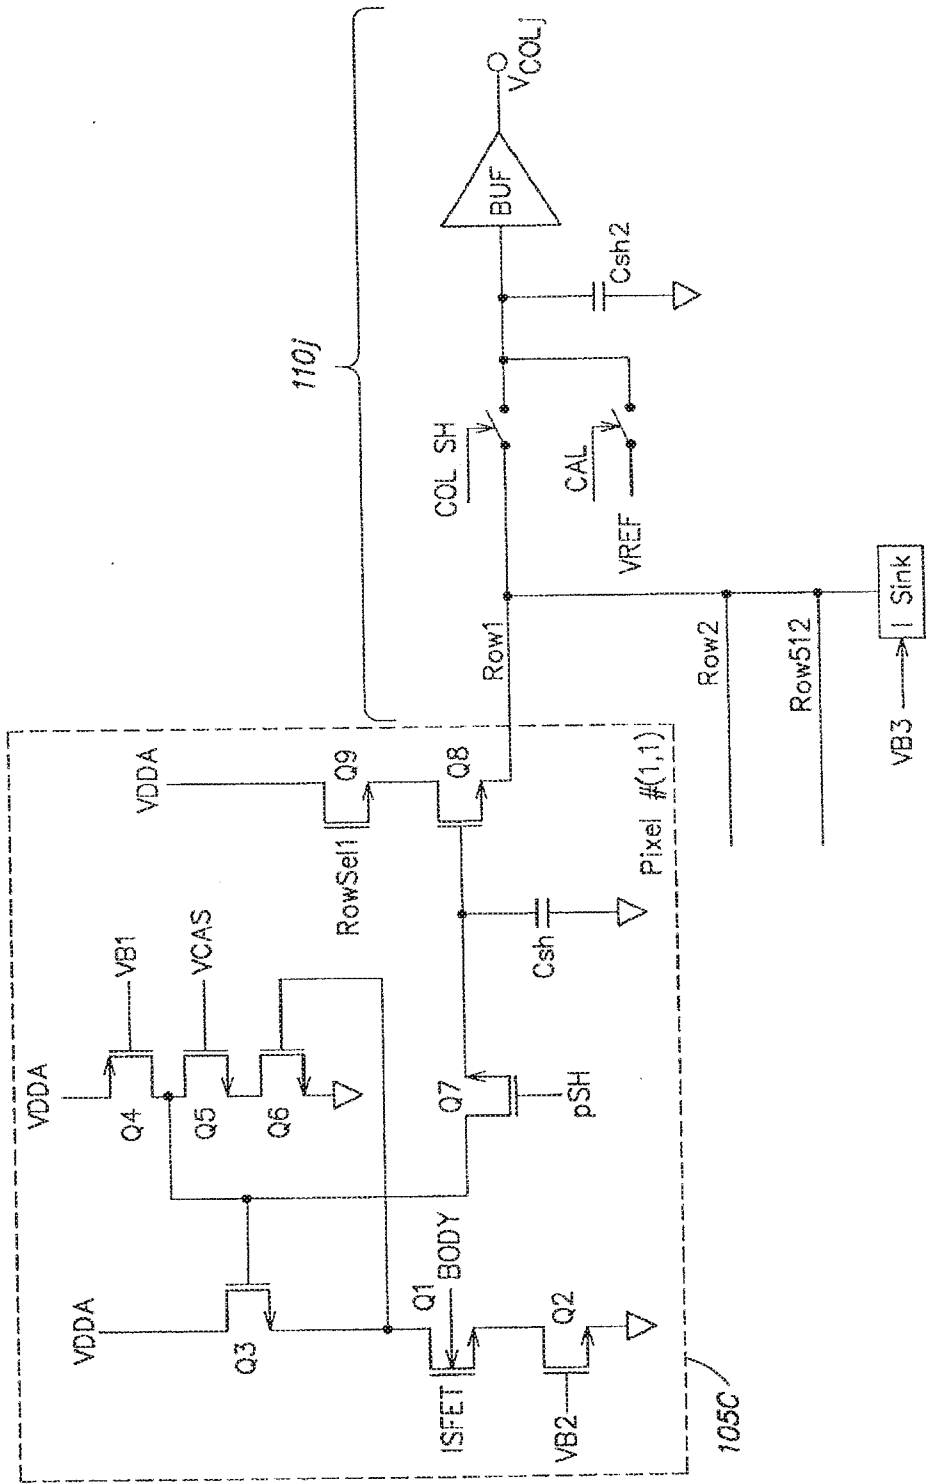 110j
VDDA
VDDA
VB1
VCAS
Q4
Q5
Q6
Q3
Q1
BODY
ISFET
Q2
VB2
Q7
pSH
Csh
VDDA
Q9
RowSel1
Q8
Pixel #(1,1)
105C
Row1
Row2
Row512
VB3
I Sink
COL SH
CAL
VREF
Csh2
BUF
VCOLj